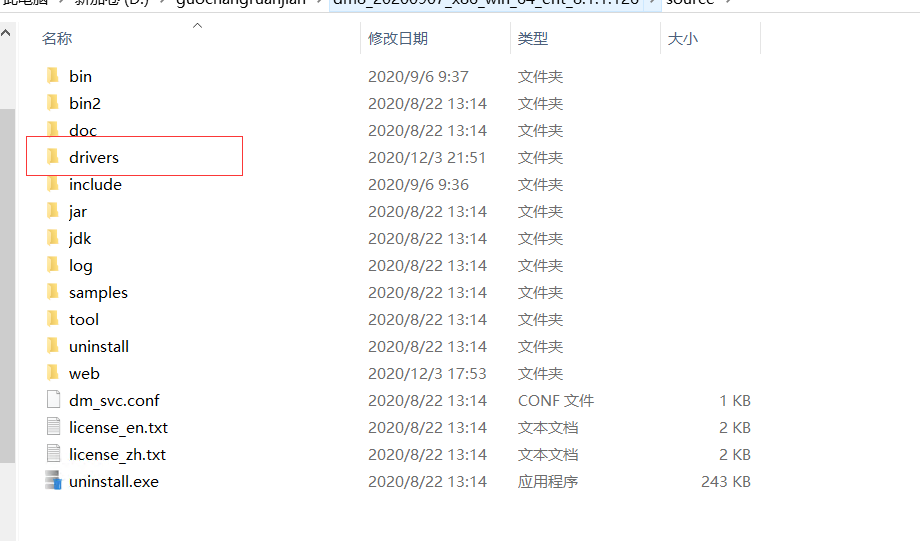 此电脑 > 新加卷 (D:) > guochangruanjian > dm8_20200907_x86_win_64_ent_8.1.1.126 > source >
名称 修改日期 类型 大小
bin 2020/9/6 9:37 文件夹
bin2 2020/8/22 13:14 文件夹
doc 2020/8/22 13:14 文件夹
drivers 2020/12/3 21:51 文件夹
include 2020/9/6 9:36 文件夹
jar 2020/8/22 13:14 文件夹
jdk 2020/8/22 13:14 文件夹
log 2020/8/22 13:14 文件夹
samples 2020/8/22 13:14 文件夹
tool 2020/8/22 13:14 文件夹
uninstall 2020/8/22 13:14 文件夹
web 2020/12/3 17:53 文件夹
dm_svc.conf 2020/8/22 13:14 CONF 文件 1 KB
license_en.txt 2020/8/22 13:14 文本文档 2 KB
license_zh.txt 2020/8/22 13:14 文本文档 2 KB
uninstall.exe 2020/8/22 13:14 应用程序 243 KB